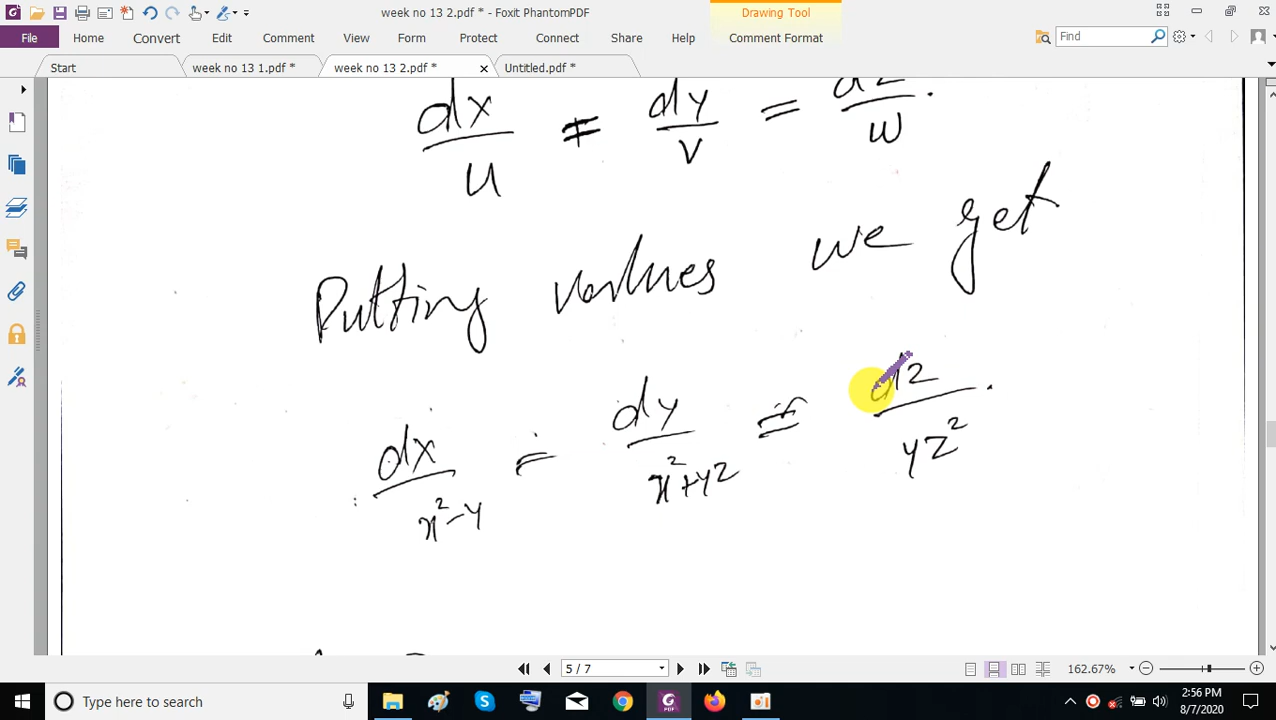 week no 13 2.pdf * - Foxit PhantomPDF
Drawing Tool
File Home Convert Edit Comment View Form Protect Connect Share Help Comment Format Find
Start week no 13 1.pdf * week no 13 2.pdf * Untitled.pdf *
dx/u = dy/v = dz/w.
Putting values we get
dx/x²-y = dy/x²+yz = dz/yz².
5 / 7 162.67%
Type here to search 2:56 PM
8/7/2020